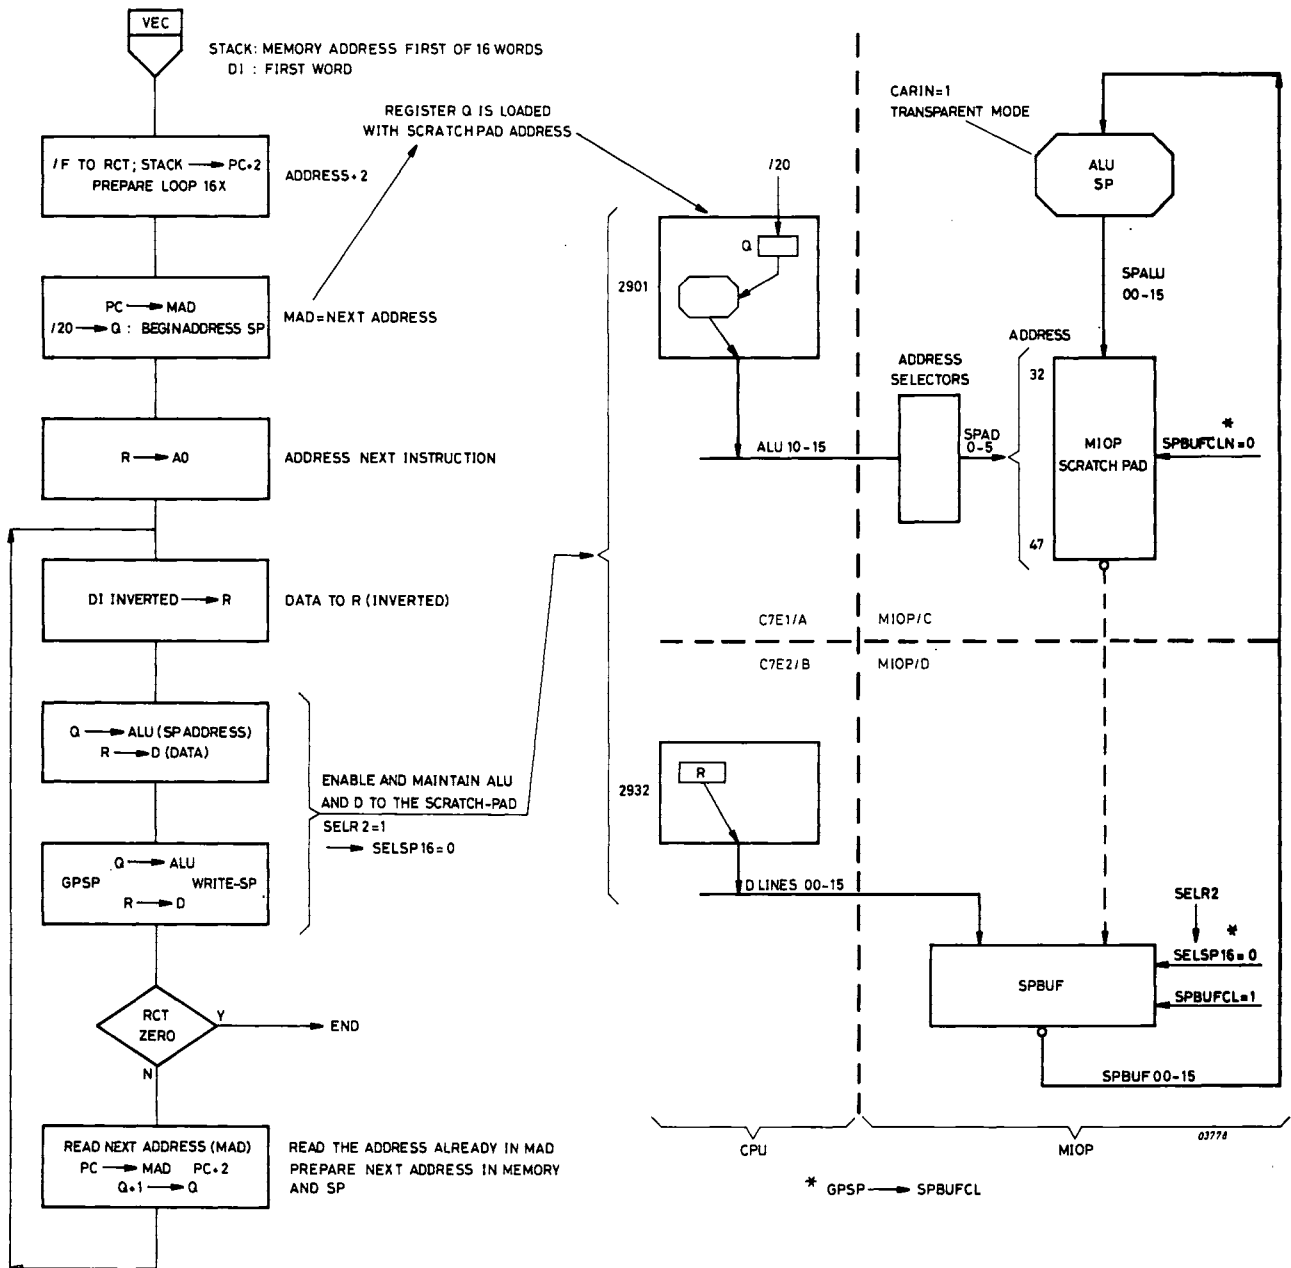 VEC
STACK: MEMORY ADDRESS FIRST OF 16 WORDS
DI : FIRST WORD
/F TO RCT; STACK → PC+2
PREPARE LOOP 16X
ADDRESS+2
PC → MAD
/20 → Q : BEGINADDRESS SP
MAD=NEXT ADDRESS
R → A0
ADDRESS NEXT INSTRUCTION
DI INVERTED → R
DATA TO R (INVERTED)
Q → ALU (SP ADDRESS)
R → D (DATA)
Q → ALU
GPSP WRITE-SP
R → D
ENABLE AND MAINTAIN ALU
AND D TO THE SCRATCH-PAD
SELR 2=1
→ SELSP 16=0
RCT
ZERO
Y
END
N
READ NEXT ADDRESS (MAD)
PC → MAD PC+2
Q+1 → Q
READ THE ADDRESS ALREADY IN MAD
PREPARE NEXT ADDRESS IN MEMORY
AND SP
REGISTER Q IS LOADED
WITH SCRATCHPAD ADDRESS
/20
Q
2901
ALU 10-15
C7E1/A
C7E2/B
2932
R
D LINES 00-15
CPU
CARIN=1
TRANSPARENT MODE
ALU
SP
SPALU
00-15
ADDRESS
ADDRESS
SELECTORS
SPAD
0-5
32
47
MIOP
SCRATCH PAD
*
SPBUFCLN=0
MIOP/C
MIOP/D
SELR2
*
SELSP16=0
SPBUFCL=1
SPBUF
SPBUF 00-15
MIOP
03778
* GPSP → SPBUFCL